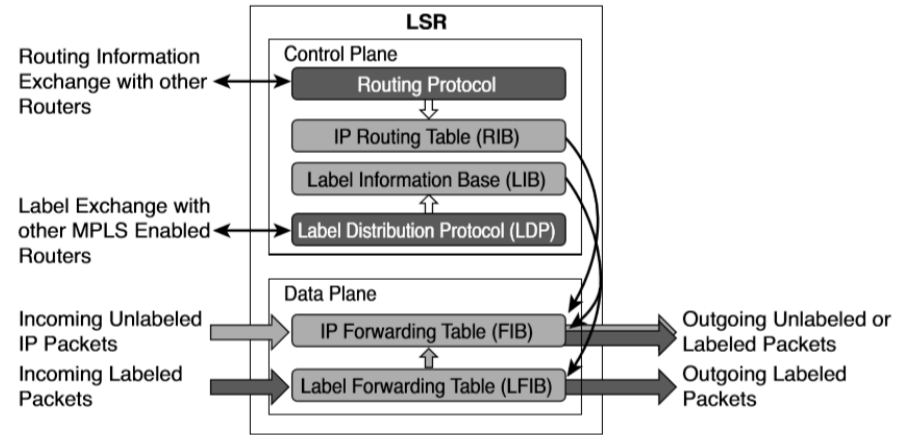 LSR
Control Plane
Routing Information
Exchange with other
Routers
Routing Protocol
IP Routing Table (RIB)
Label Information Base (LIB)
Label Exchange with
other MPLS Enabled
Routers
Label Distribution Protocol (LDP)
Data Plane
Incoming Unlabeled
IP Packets
IP Forwarding Table (FIB)
Outgoing Unlabeled or
Labeled Packets
Incoming Labeled
Packets
Label Forwarding Table (LFIB)
Outgoing Labeled
Packets